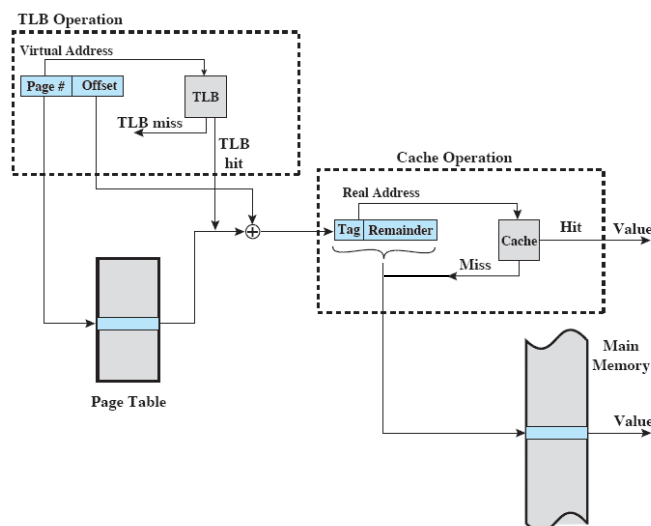 TLB Operation
Virtual Address
Page # Offset
TLB
TLB miss
TLB
hit
Cache Operation
Real Address
Tag Remainder
Cache
Hit
Value
Miss
Page Table
Main
Memory
Value